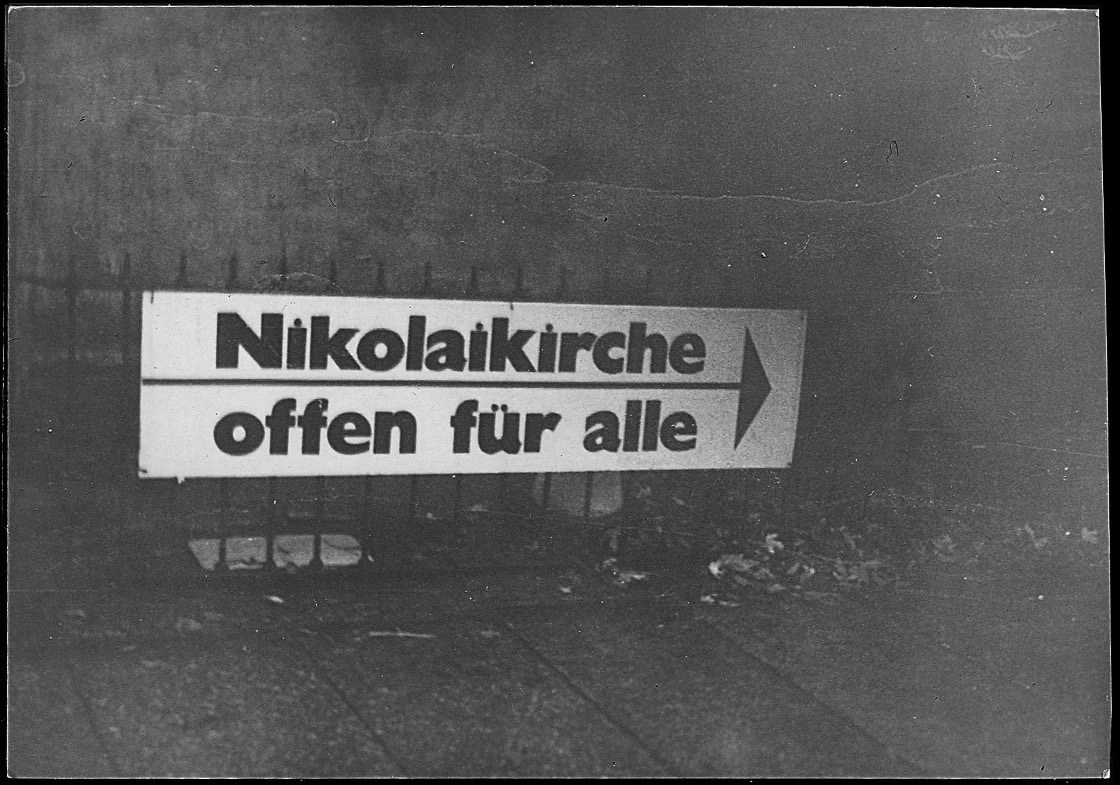 Nikolaikirche
offen für alle